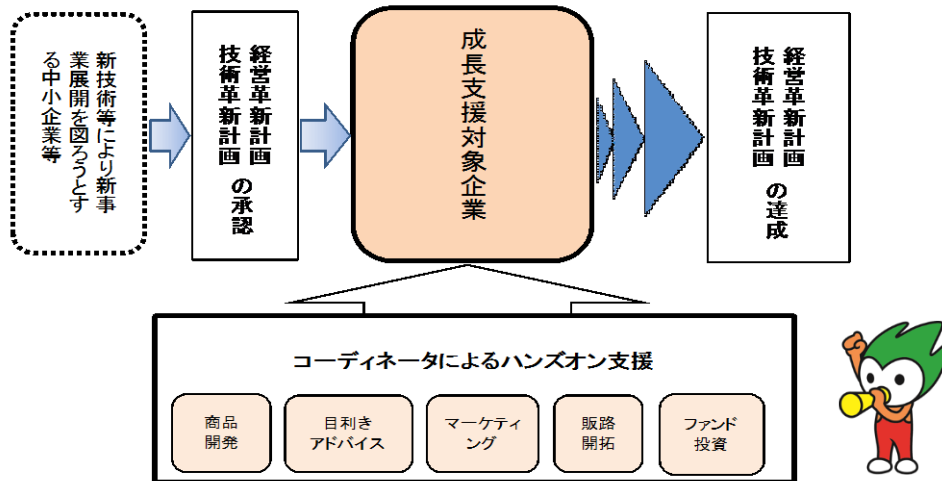 新技術等により新事
業展開を図ろうとす
る中小企業等
経営革新計画
技術革新計画
の承認
成長支援対象企業
経営革新計画
技術革新計画
の達成
コーディネータによるハンズオン支援
商品
開発
目利き
アドバイス
マーケティ
ング
販路
開拓
ファンド
投資